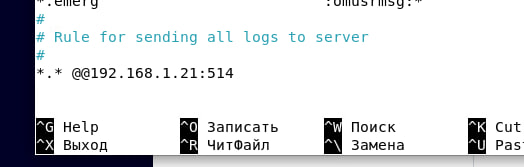 *.emerg :omusrmsg:*
#
# Rule for sending all logs to server
#
*.* @@192.168.1.21:514
^G Help ^O Записать ^W Поиск ^K Cut
^X Выход ^R ЧитФайл ^\ Замена ^U Pas